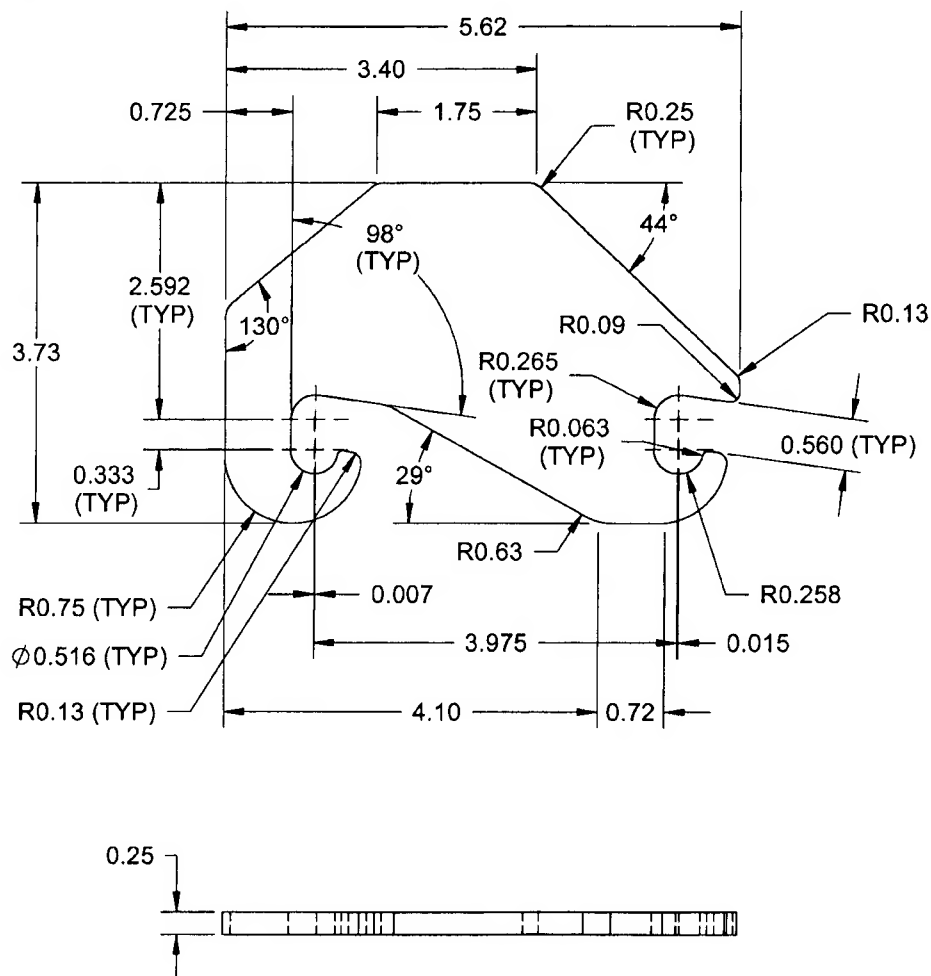 5.62
3.40
0.725
1.75
R0.25
(TYP)
98°
(TYP)
44°
2.592
(TYP)
130°
R0.09
R0.13
3.73
R0.265
(TYP)
R0.063
(TYP)
0.560 (TYP)
0.333
(TYP)
29°
R0.63
R0.75 (TYP)
0.007
R0.258
Ø0.516 (TYP)
3.975
0.015
R0.13 (TYP)
4.10
0.72
0.25